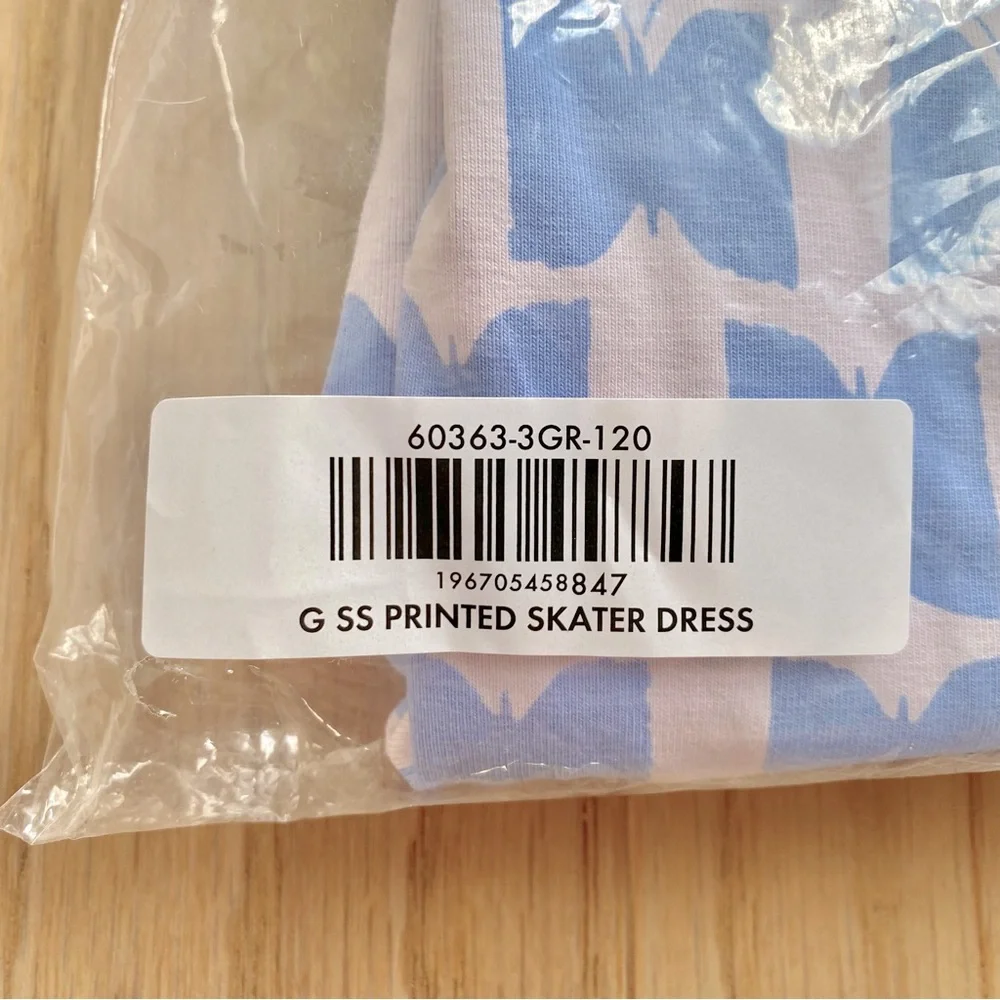 60363-3GR-120
196705458847
G SS PRINTED SKATER DRESS